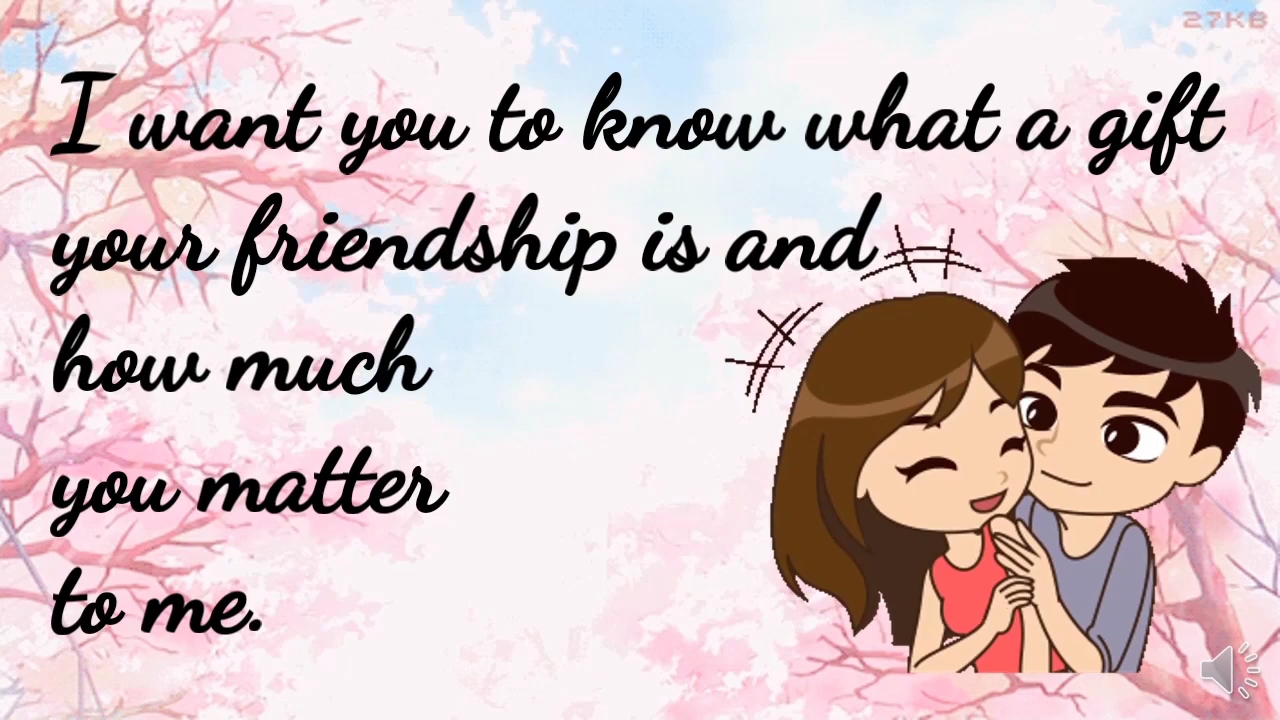 27KB
I want you to know what a gift
your friendship is and
how much
you matter
to me.